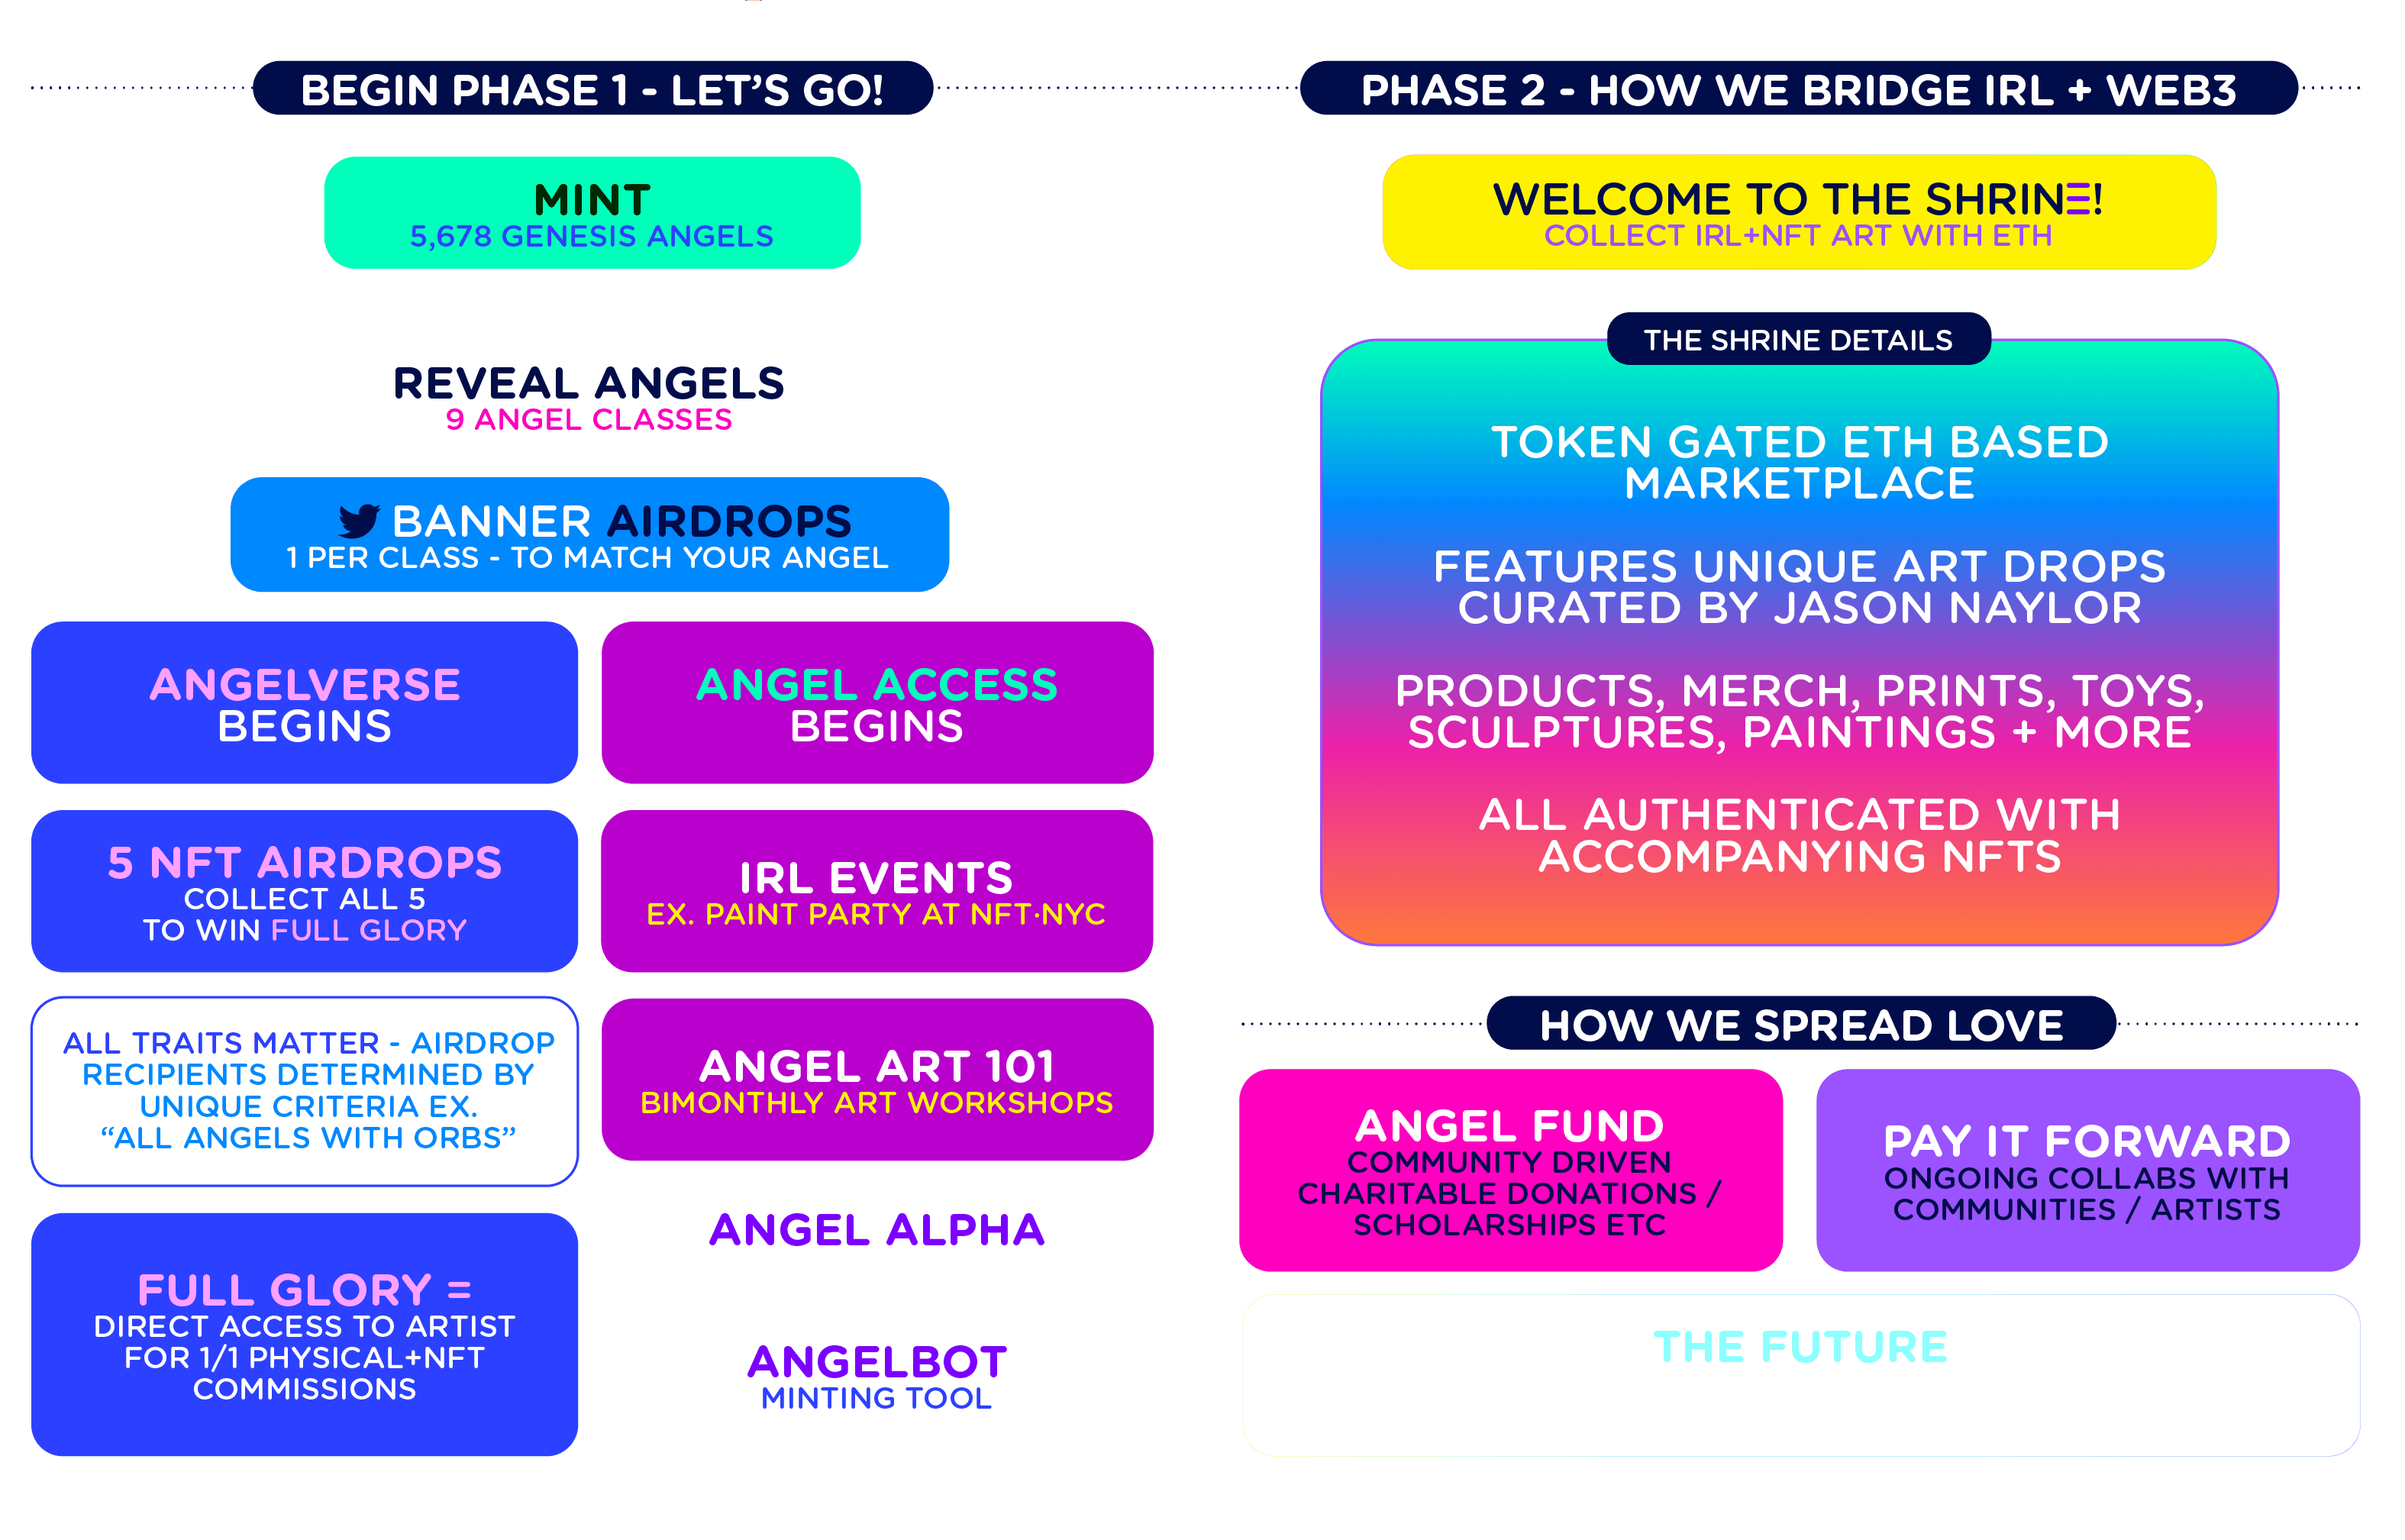 BEGIN PHASE 1 - LET'S GO!
MINT
5,678 GENESIS ANGELS
REVEAL ANGELS
9 ANGEL CLASSES
BANNER AIRDROPS
1 PER CLASS - TO MATCH YOUR ANGEL
ANGELVERSE
BEGINS
5 NFT AIRDROPS
COLLECT ALL 5
TO WIN FULL GLORY
ALL TRAITS MATTER - AIRDROP
RECIPIENTS DETERMINED BY
UNIQUE CRITERIA EX.
“ALL ANGELS WITH ORBS”
FULL GLORY =
DIRECT ACCESS TO ARTIST
FOR 1/1 PHYSICAL+NFT
COMMISSIONS
ANGEL ACCESS
BEGINS
IRL EVENTS
EX. PAINT PARTY AT NFT·NYC
ANGEL ART 101
BIMONTHLY ART WORKSHOPS
ANGEL ALPHA
ANGELBOT
MINTING TOOL
PHASE 2 - HOW WE BRIDGE IRL + WEB3
WELCOME TO THE SHRINΞ!
COLLECT IRL+NFT ART WITH ETH
THE SHRINE DETAILS
TOKEN GATED ETH BASED
MARKETPLACE
FEATURES UNIQUE ART DROPS
CURATED BY JASON NAYLOR
PRODUCTS, MERCH, PRINTS, TOYS,
SCULPTURES, PAINTINGS + MORE
ALL AUTHENTICATED WITH
ACCOMPANYING NFTS
HOW WE SPREAD LOVE
ANGEL FUND
COMMUNITY DRIVEN
CHARITABLE DONATIONS /
SCHOLARSHIPS ETC
PAY IT FORWARD
ONGOING COLLABS WITH
COMMUNITIES / ARTISTS
THE FUTURE